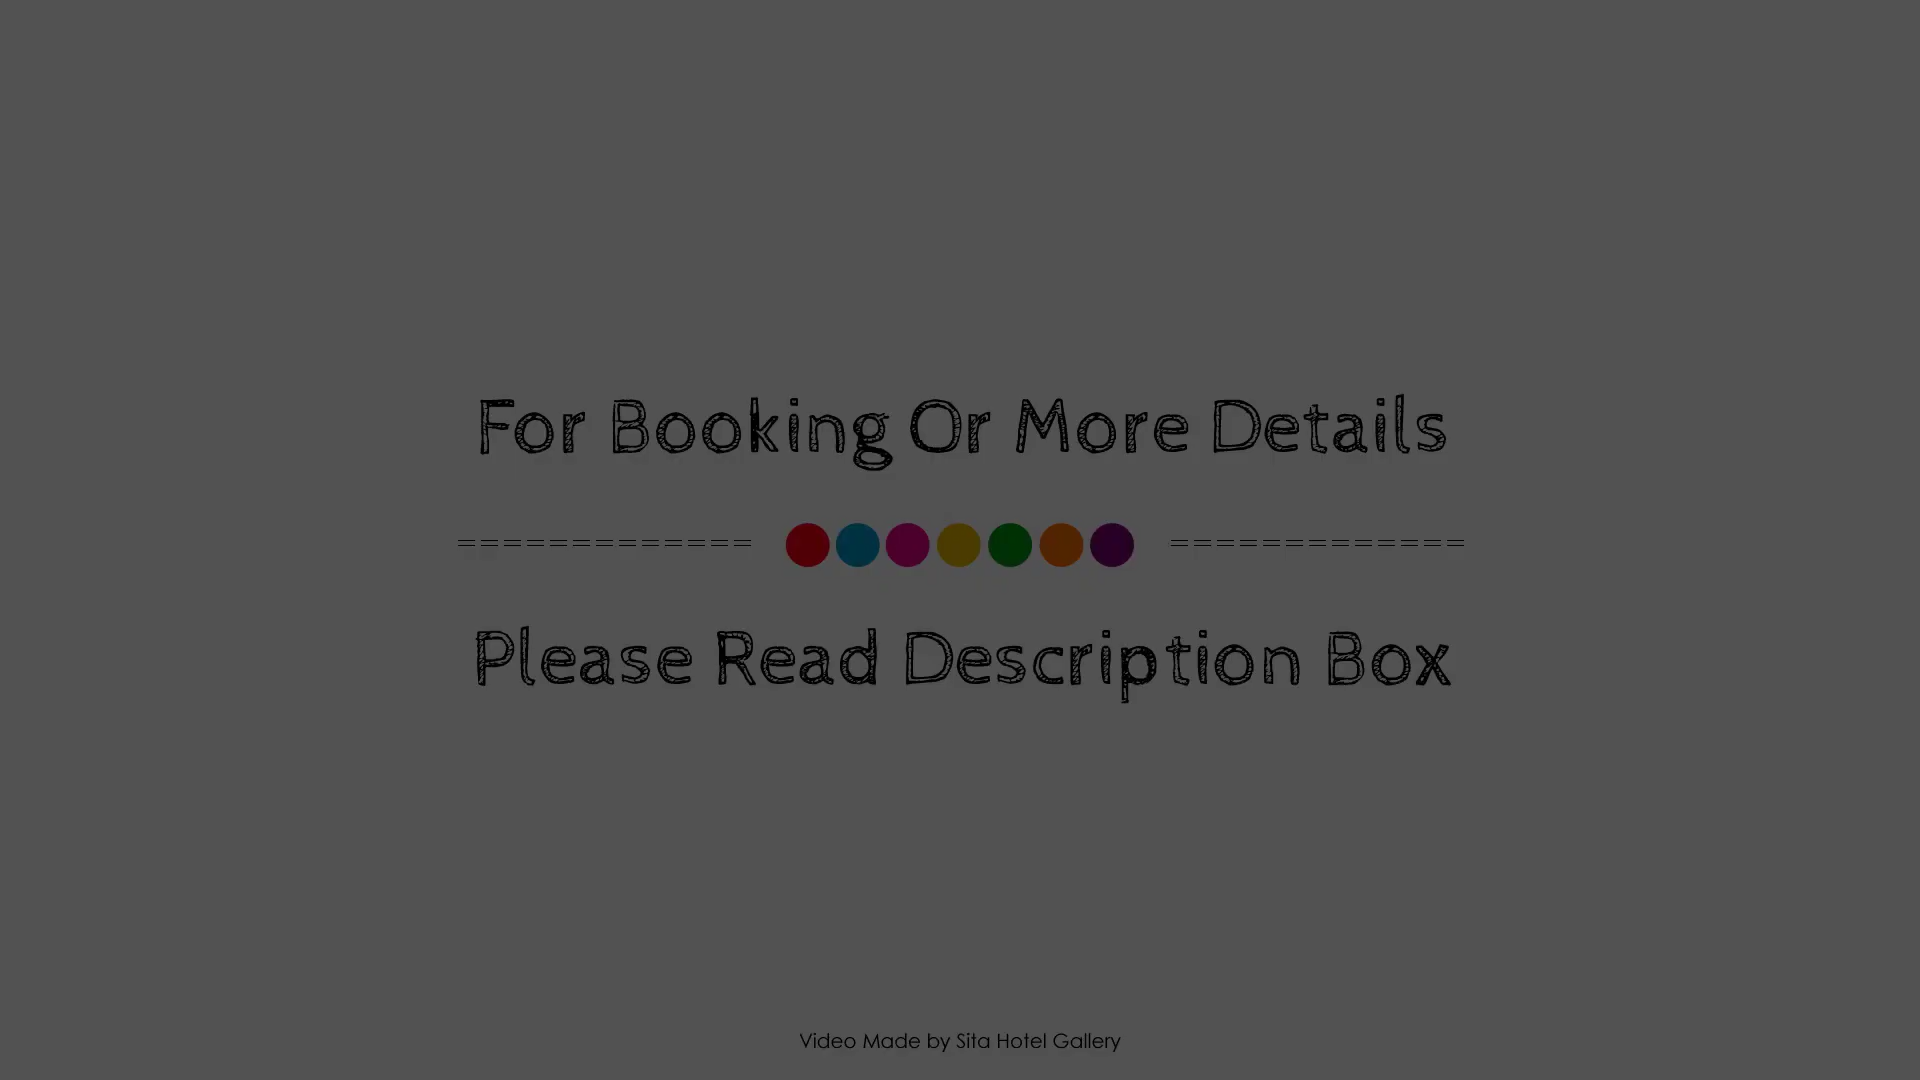 For Booking Or More Details
============= =============
Please Read Description Box
Video Made by Sita Hotel Gallery